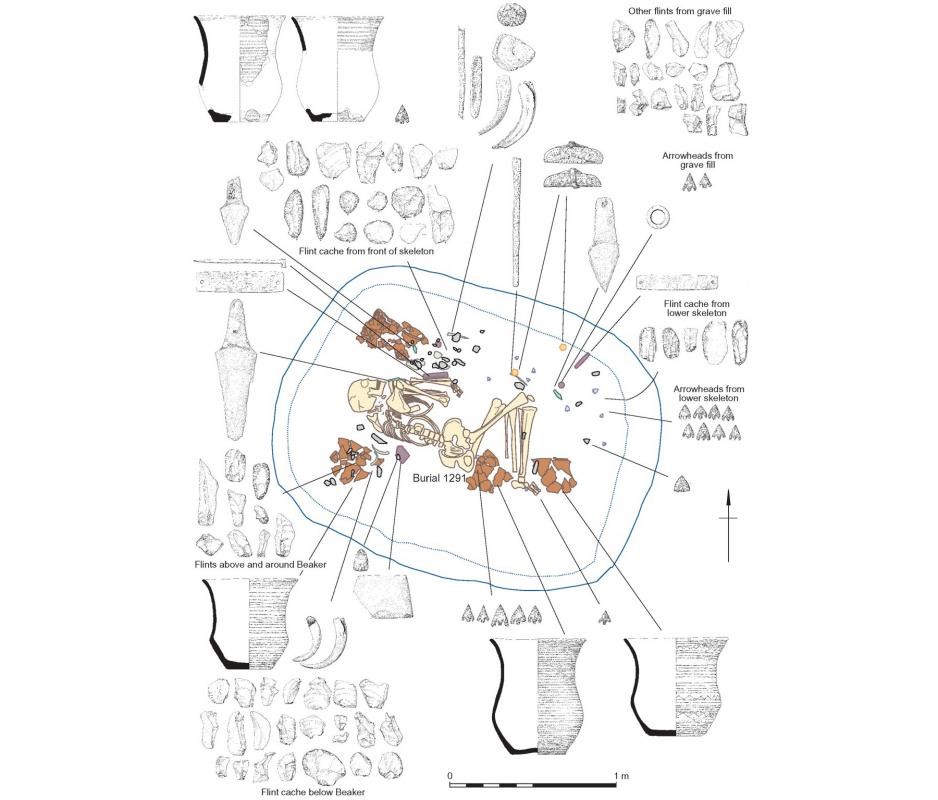 Other flints from grave fill
Arrowheads from
grave fill
Flint cache from front of skeleton
Flint cache from
lower skeleton
Arrowheads from
lower skeleton
Burial 1291
Flints above and around Beaker
Flint cache below Beaker
0
1 m